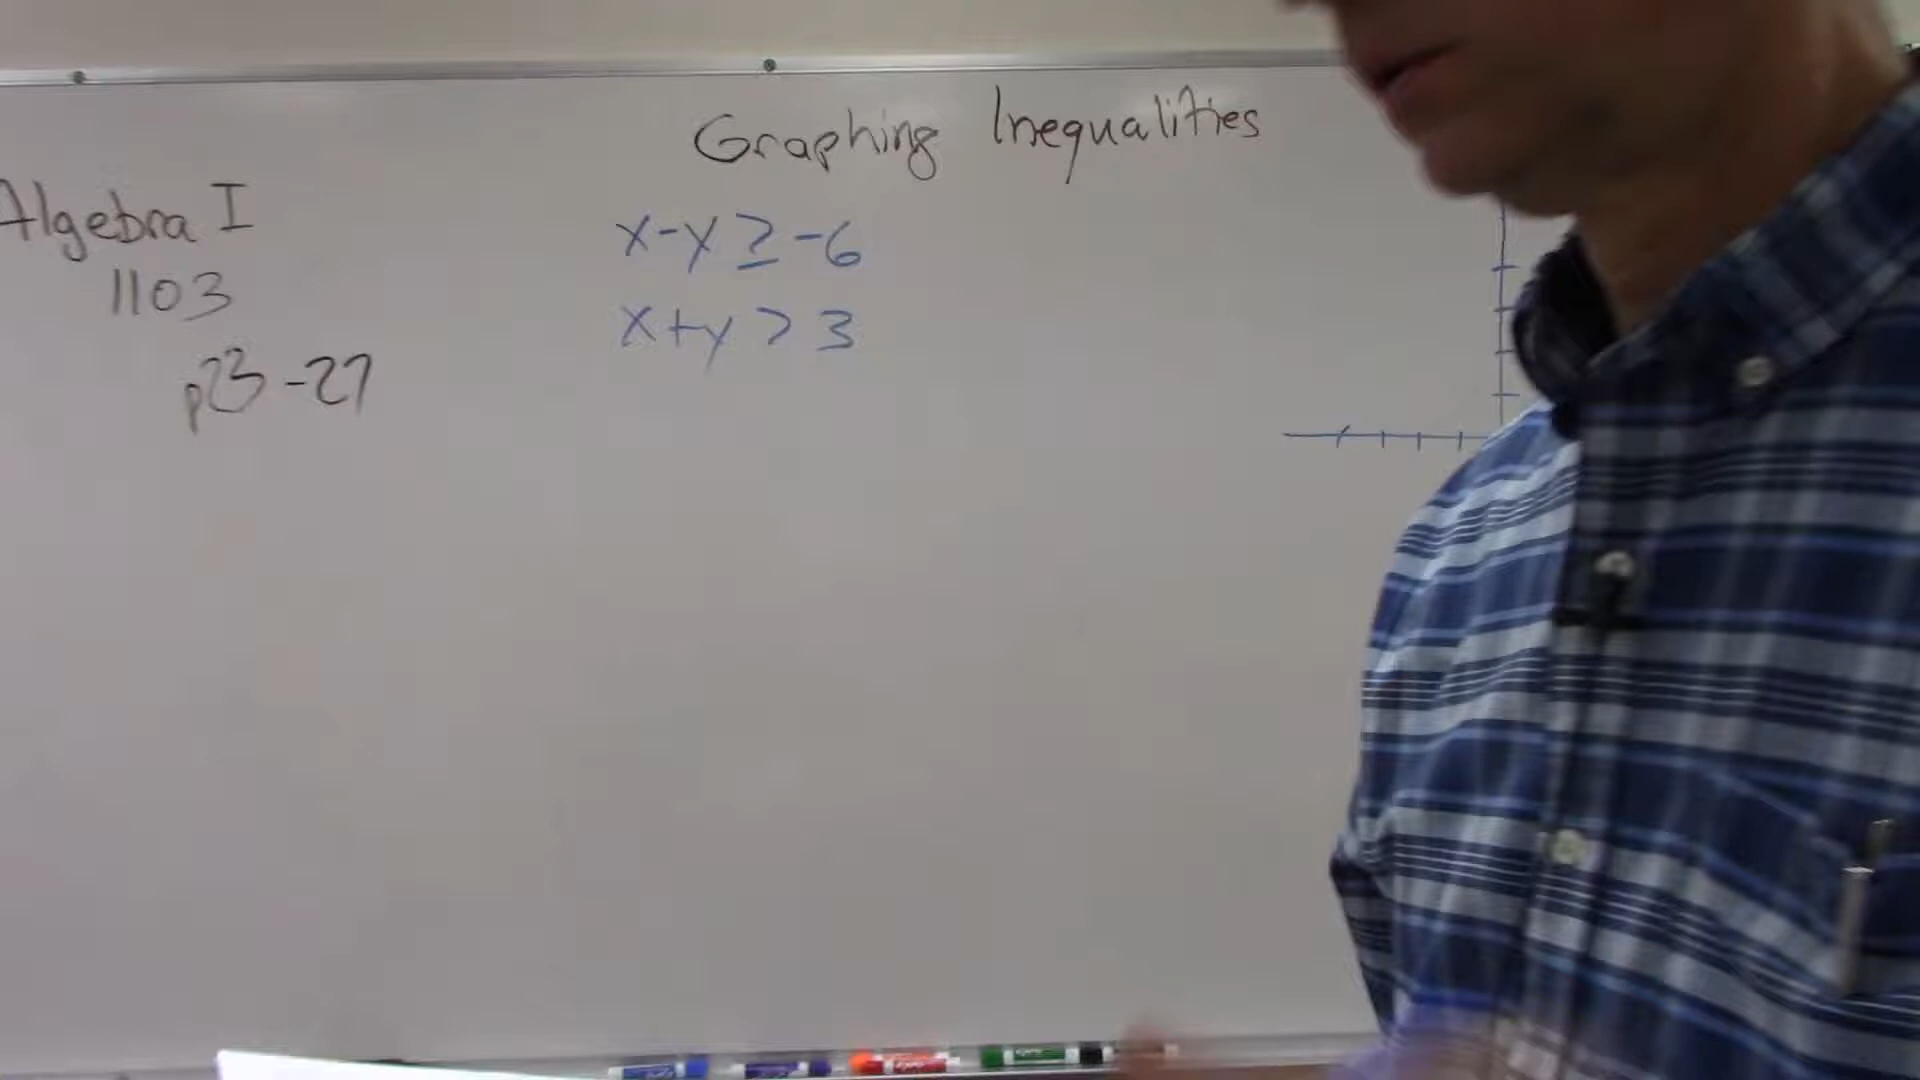 Graphing Inequalities
Algebra I
1103
p23-27
x-y ≥ -6
x+y > 3